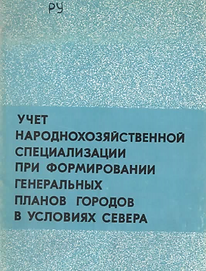 РУ
УЧЕТ
НАРОДНОХОЗЯЙСТВЕННОЙ
СПЕЦИАЛИЗАЦИИ
ПРИ ФОРМИРОВАНИИ
ГЕНЕРАЛЬНЫХ
ПЛАНОВ ГОРОДОВ
В УСЛОВИЯХ СЕВЕРА